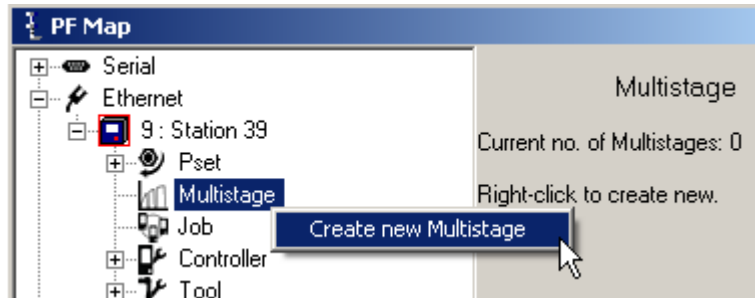 PF Map
Serial
Ethernet
9 : Station 39
Pset
Multistage
Job
Controller
Tool
Create new Multistage
Multistage
Current no. of Multistages: 0
Right-click to create new.